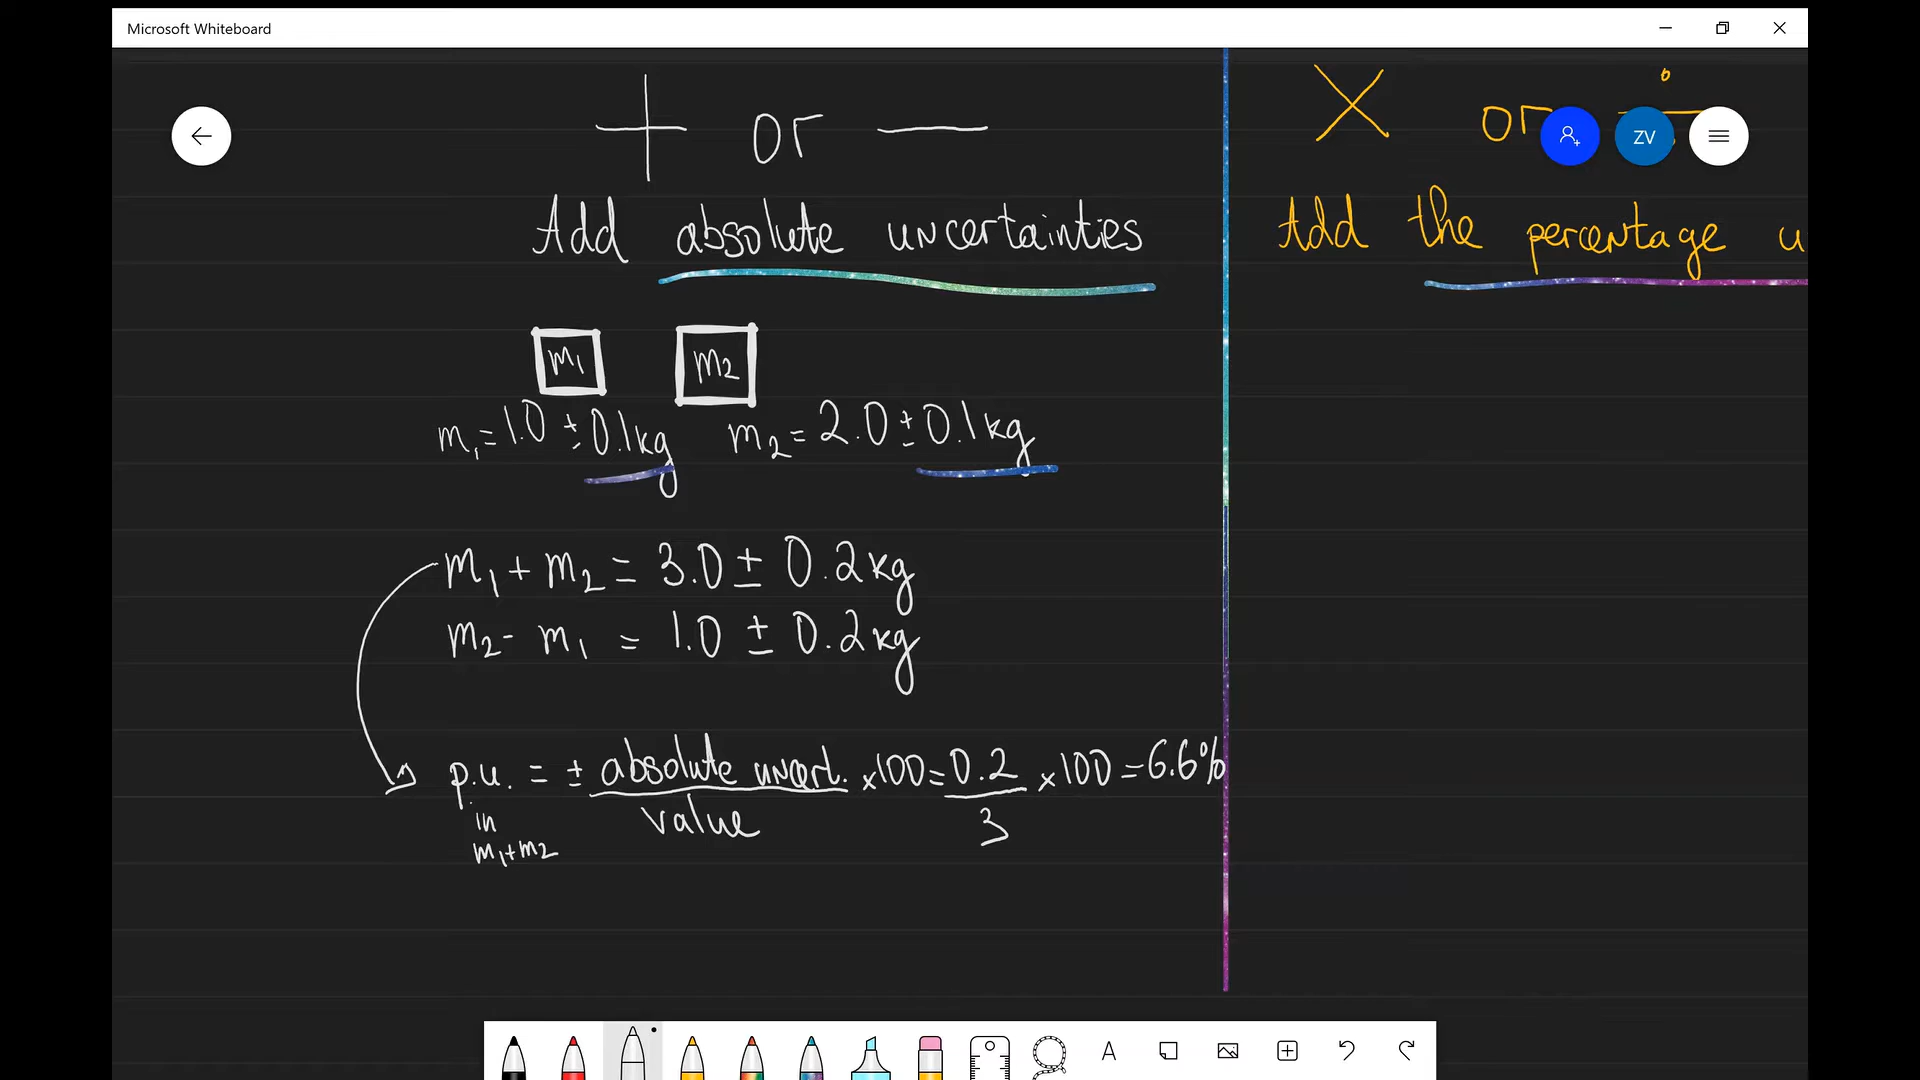 Microsoft Whiteboard
+ or —
Add absolute uncertainties
m1 m2
m1 = 1.0 ± 0.1kg m2 = 2.0 ± 0.1kg
m1 + m2 = 3.0 ± 0.2kg
m2 - m1 = 1.0 ± 0.2kg
p.u. = ± absolute uncert. / value ×100 = 0.2 / 3 ×100 = 6.6%
in
m1+m2
× or ÷
ZV
Add the percentage u
A